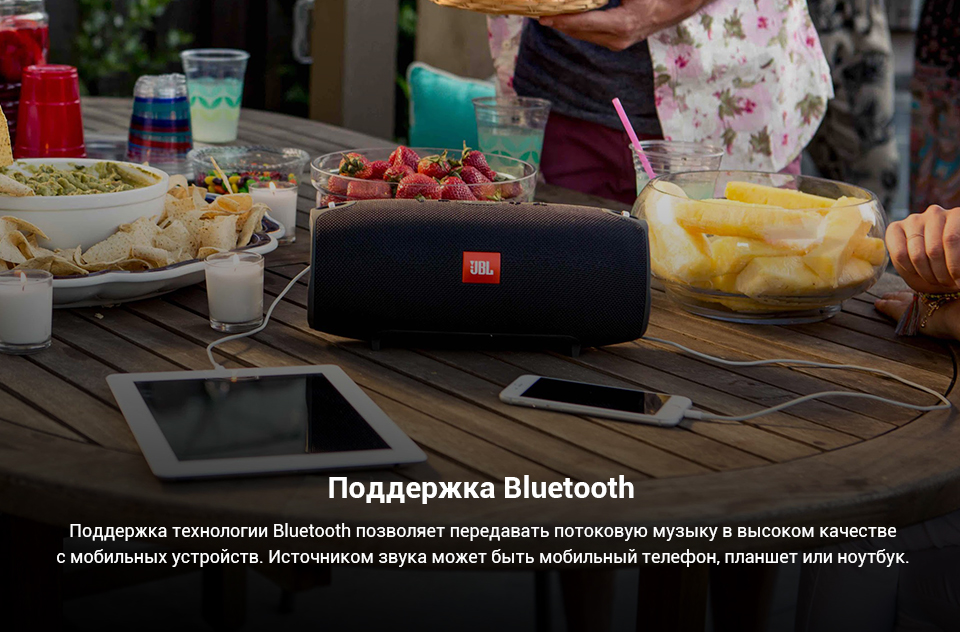 JBL
Поддержка Bluetooth
Поддержка технологии Bluetooth позволяет передавать потоковую музыку в высоком качестве
с мобильных устройств. Источником звука может быть мобильный телефон, планшет или ноутбук.